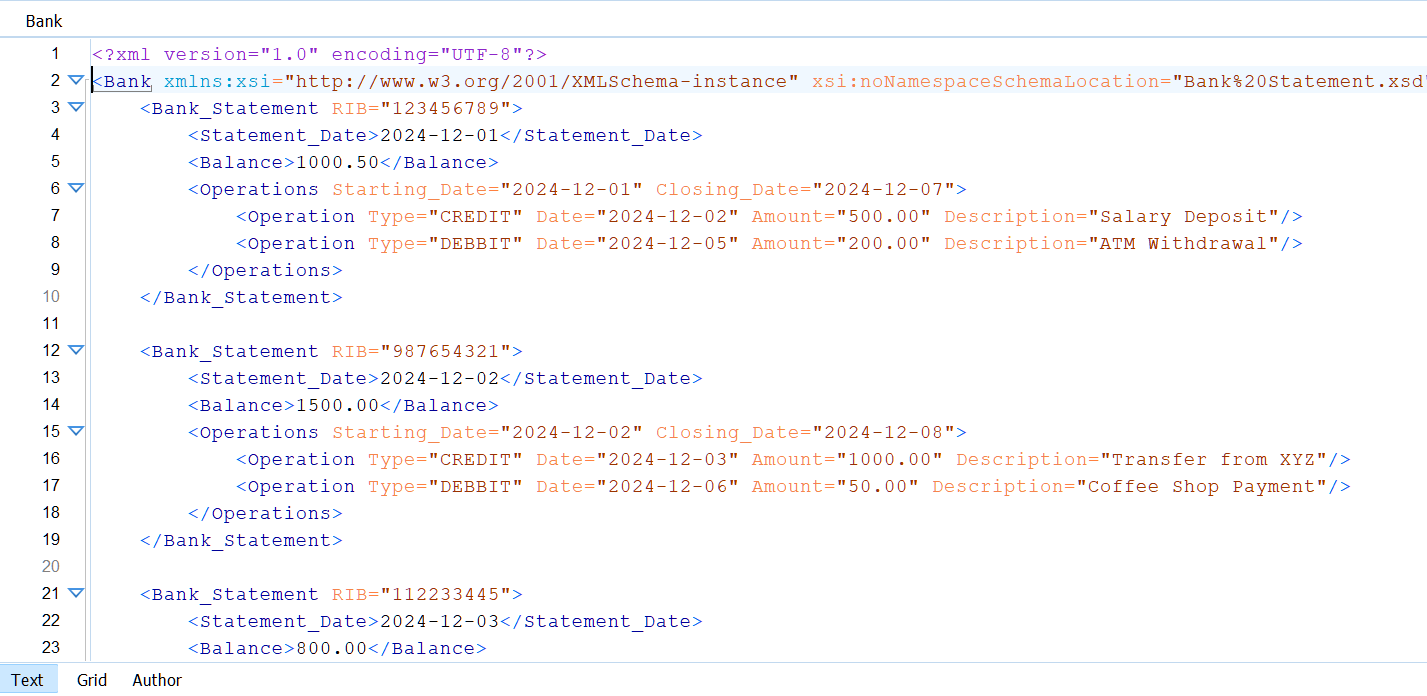 Bank
1 <?xml version="1.0" encoding="UTF-8"?>
2 <Bank xmlns:xsi="http://www.w3.org/2001/XMLSchema-instance" xsi:noNamespaceSchemaLocation="Bank%20Statement.xsd"
3 <Bank_Statement RIB="123456789">
4 <Statement_Date>2024-12-01</Statement_Date>
5 <Balance>1000.50</Balance>
6 <Operations Starting_Date="2024-12-01" Closing_Date="2024-12-07">
7 <Operation Type="CREDIT" Date="2024-12-02" Amount="500.00" Description="Salary Deposit"/>
8 <Operation Type="DEBBIT" Date="2024-12-05" Amount="200.00" Description="ATM Withdrawal"/>
9 </Operations>
10 </Bank_Statement>
11
12 <Bank_Statement RIB="987654321">
13 <Statement_Date>2024-12-02</Statement_Date>
14 <Balance>1500.00</Balance>
15 <Operations Starting_Date="2024-12-02" Closing_Date="2024-12-08">
16 <Operation Type="CREDIT" Date="2024-12-03" Amount="1000.00" Description="Transfer from XYZ"/>
17 <Operation Type="DEBBIT" Date="2024-12-06" Amount="50.00" Description="Coffee Shop Payment"/>
18 </Operations>
19 </Bank_Statement>
20
21 <Bank_Statement RIB="112233445">
22 <Statement_Date>2024-12-03</Statement_Date>
23 <Balance>800.00</Balance>
Text Grid Author